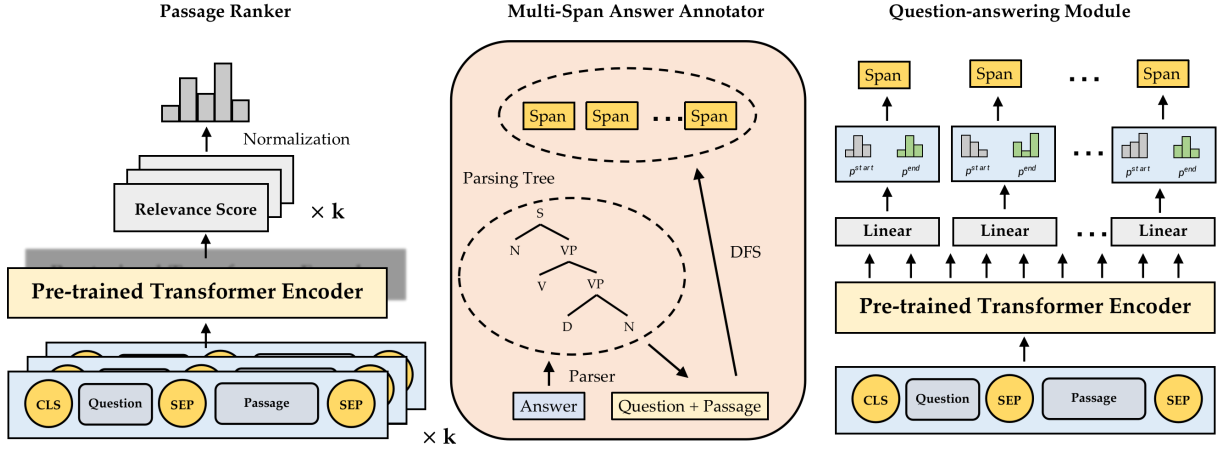 Passage Ranker
Normalization
Relevance Score
× k
Pre-trained Transformer Encoder
CLS Question SEP Passage SEP
× k
Multi-Span Answer Annotator
Span Span ... Span
Parsing Tree
S
N VP
V VP
D N
DFS
Parser
Answer Question + Passage
Question-answering Module
Span Span ... Span
p^start p^end p^start p^end ... p^start p^end
Linear Linear ... Linear
Pre-trained Transformer Encoder
CLS Question SEP Passage SEP